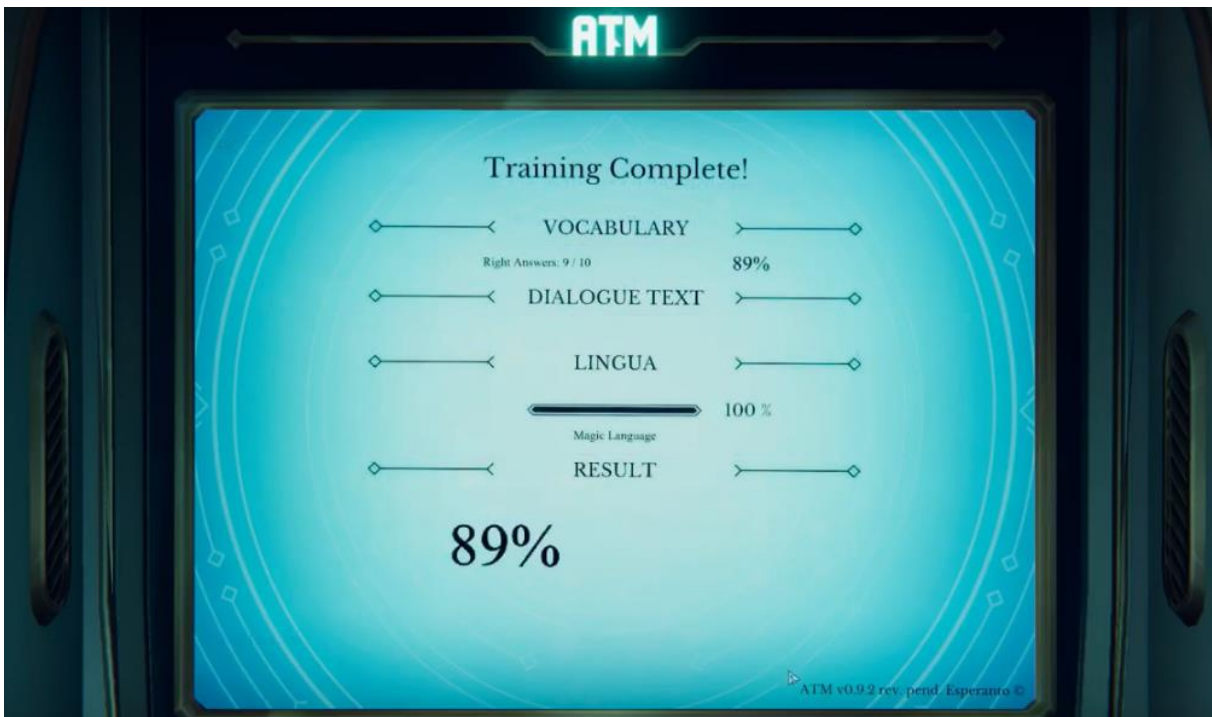 ATM
Training Complete!
VOCABULARY
Right Answers: 9 / 10 89%
DIALOGUE TEXT
LINGUA
100 %
Magic Language
RESULT
89%
ATM v0.9.2 rev. pend. Esperanto ©